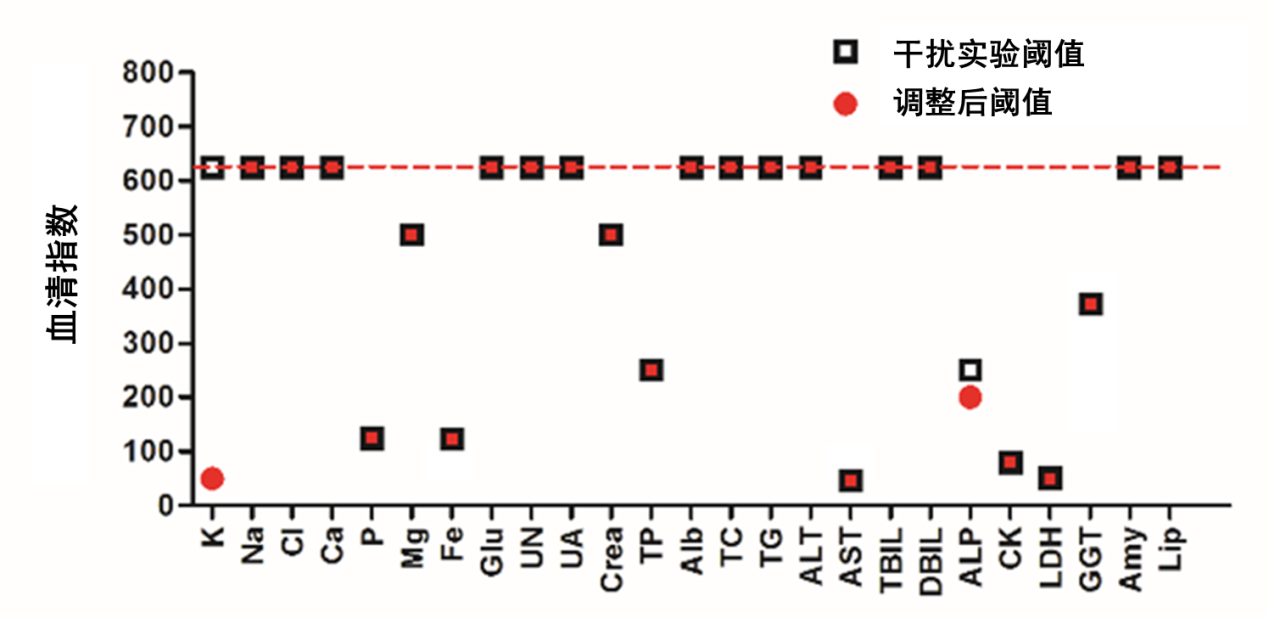 干扰实验阈值
调整后阈值
血清指数
800
700
600
500
400
300
200
100
0
K Na Cl Ca P Mg Fe Glu UN UA Crea TP Alb TC TG ALT AST TBIL DBIL ALP CK LDH GGT Amy Lip